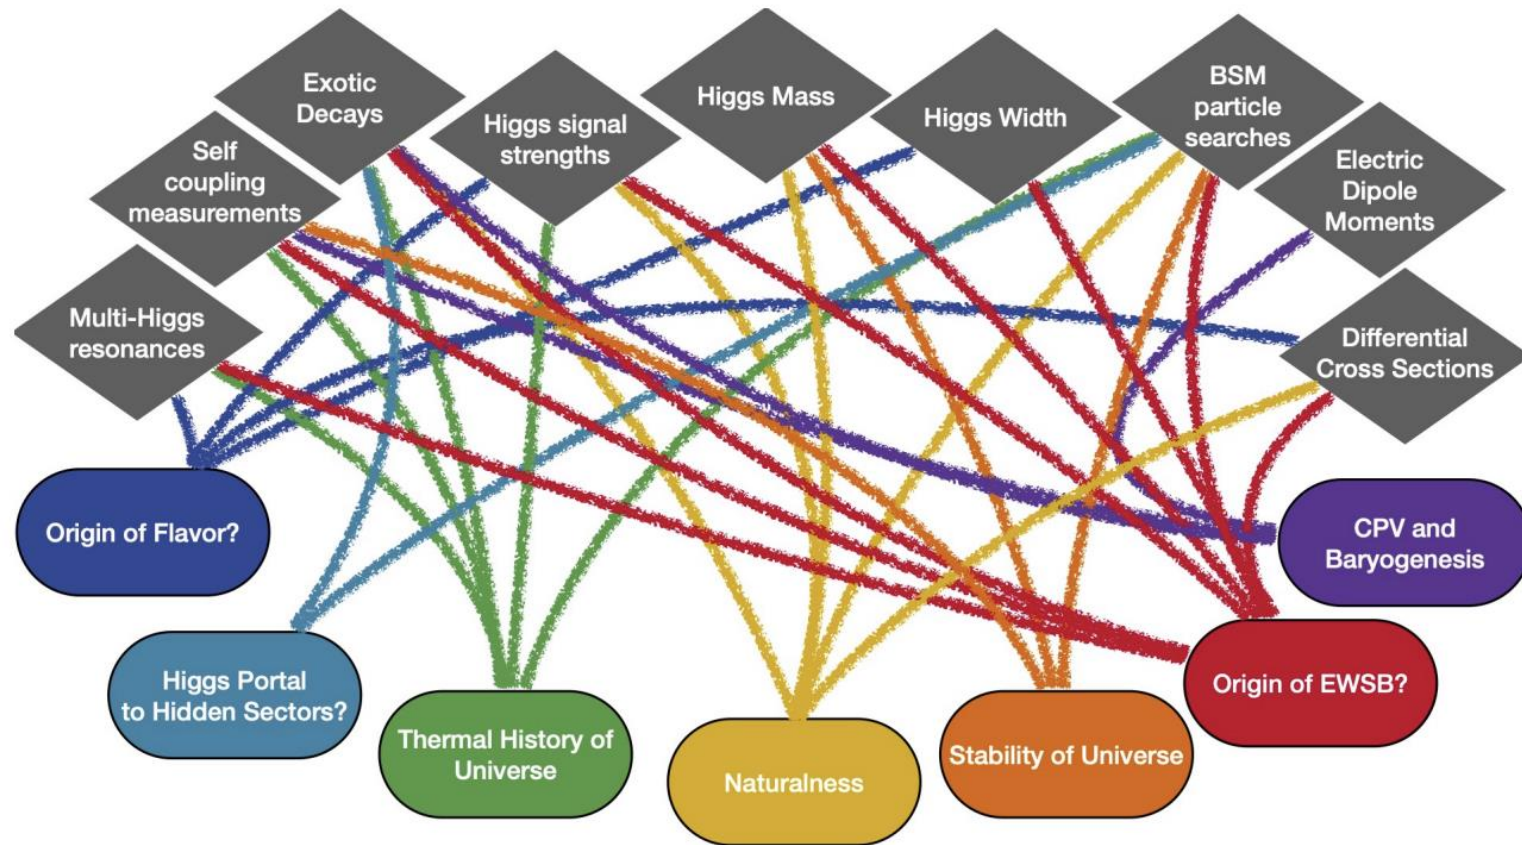 Exotic
Decays
Higgs signal
strengths
Higgs Mass
Higgs Width
BSM
particle
searches
Self
coupling
measurements
Electric
Dipole
Moments
Multi-Higgs
resonances
Differential
Cross Sections
Origin of Flavor?
CPV and
Baryogenesis
Higgs Portal
to Hidden Sectors?
Origin of EWSB?
Thermal History of
Universe
Naturalness
Stability of Universe